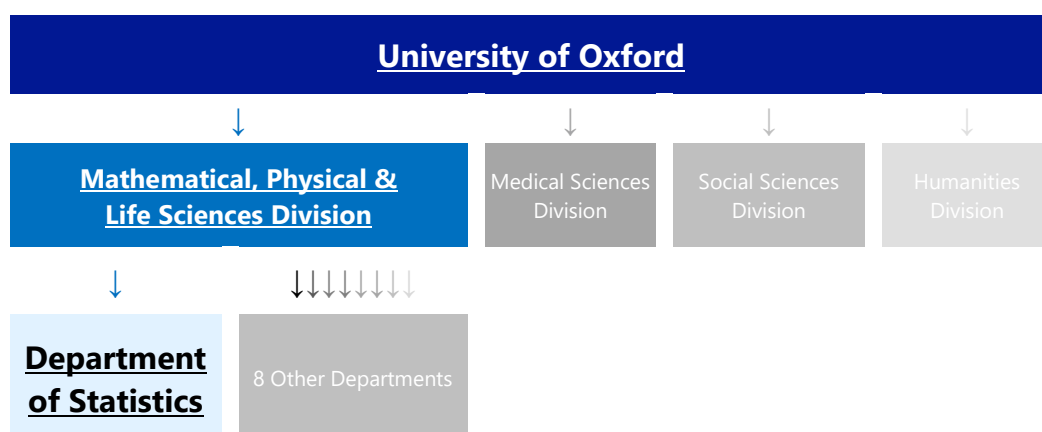 University of Oxford
↓ ↓ ↓ ↓
Mathematical, Physical &
Life Sciences Division
Medical Sciences
Division
Social Sciences
Division
Humanities
Division
↓ ↓↓↓↓↓↓↓↓
Department
of Statistics
8 Other Departments